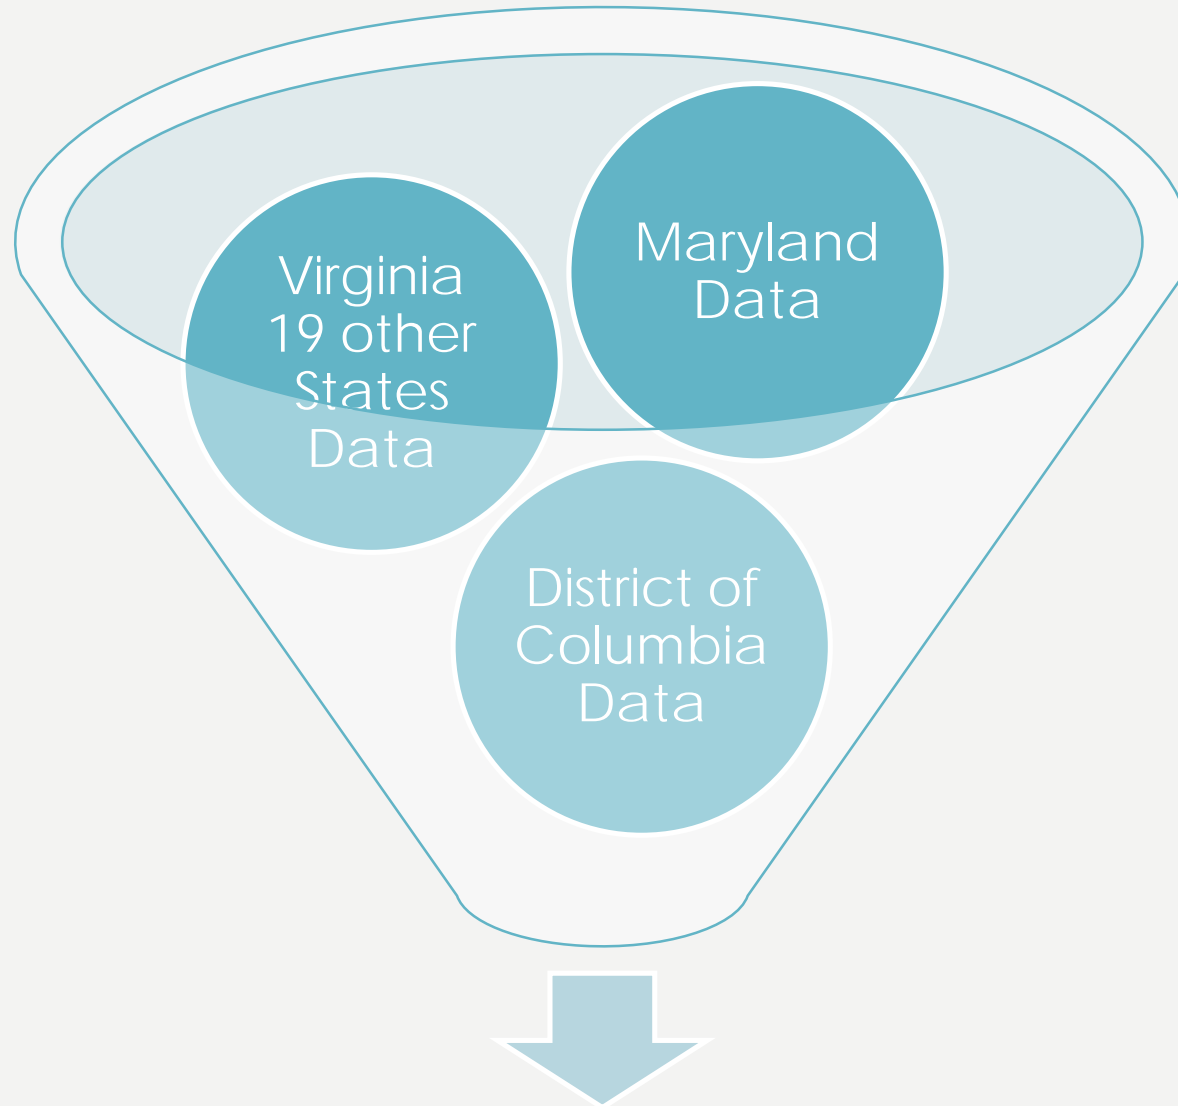 Virginia
19 other
States
Data
Maryland
Data
District of
Columbia
Data